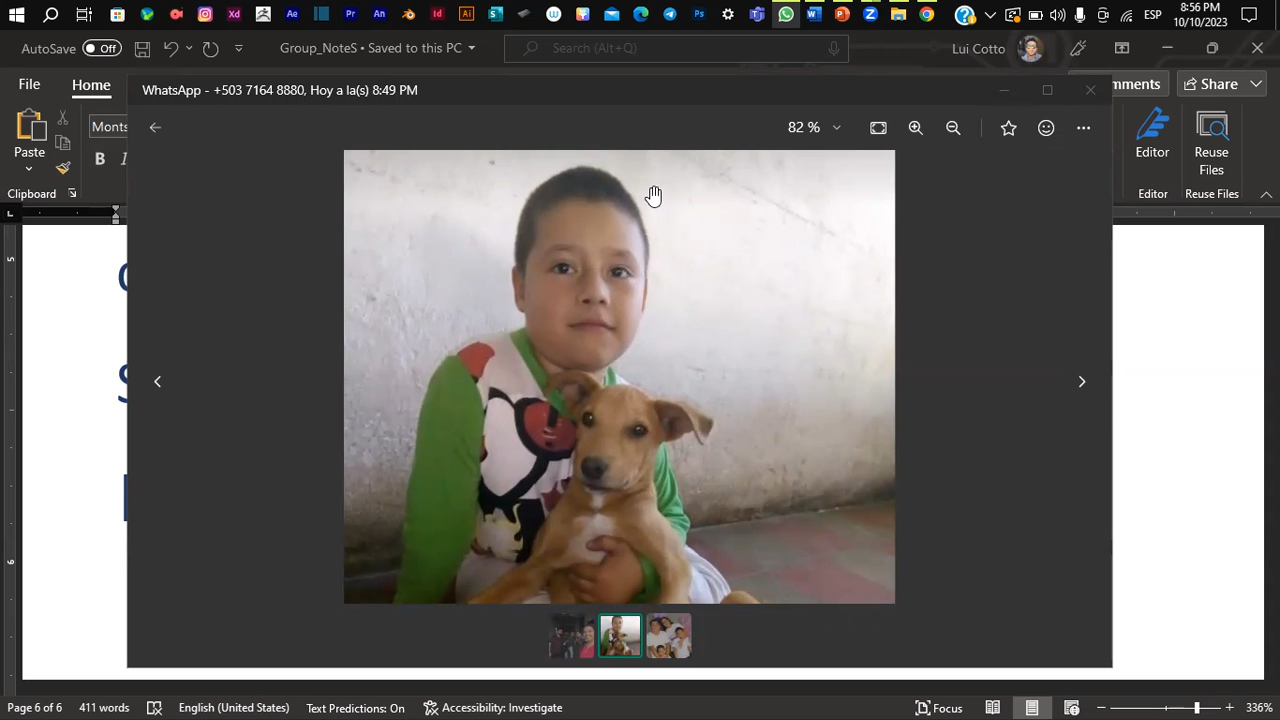 8:56 PM
ESP
10/10/2023
AutoSave Off
Group_NoteS • Saved to this PC
Search (Alt+Q)
Lui Cotto
File
Home
mments
Share
WhatsApp - +503 7164 8880, Hoy a la(s) 8:49 PM
82 %
Paste
Monts
B I
Clipboard
Editor
Reuse
Files
Editor
Reuse Files
L
5
6
Page 6 of 6
411 words
English (United States)
Text Predictions: On
Accessibility: Investigate
Focus
336%